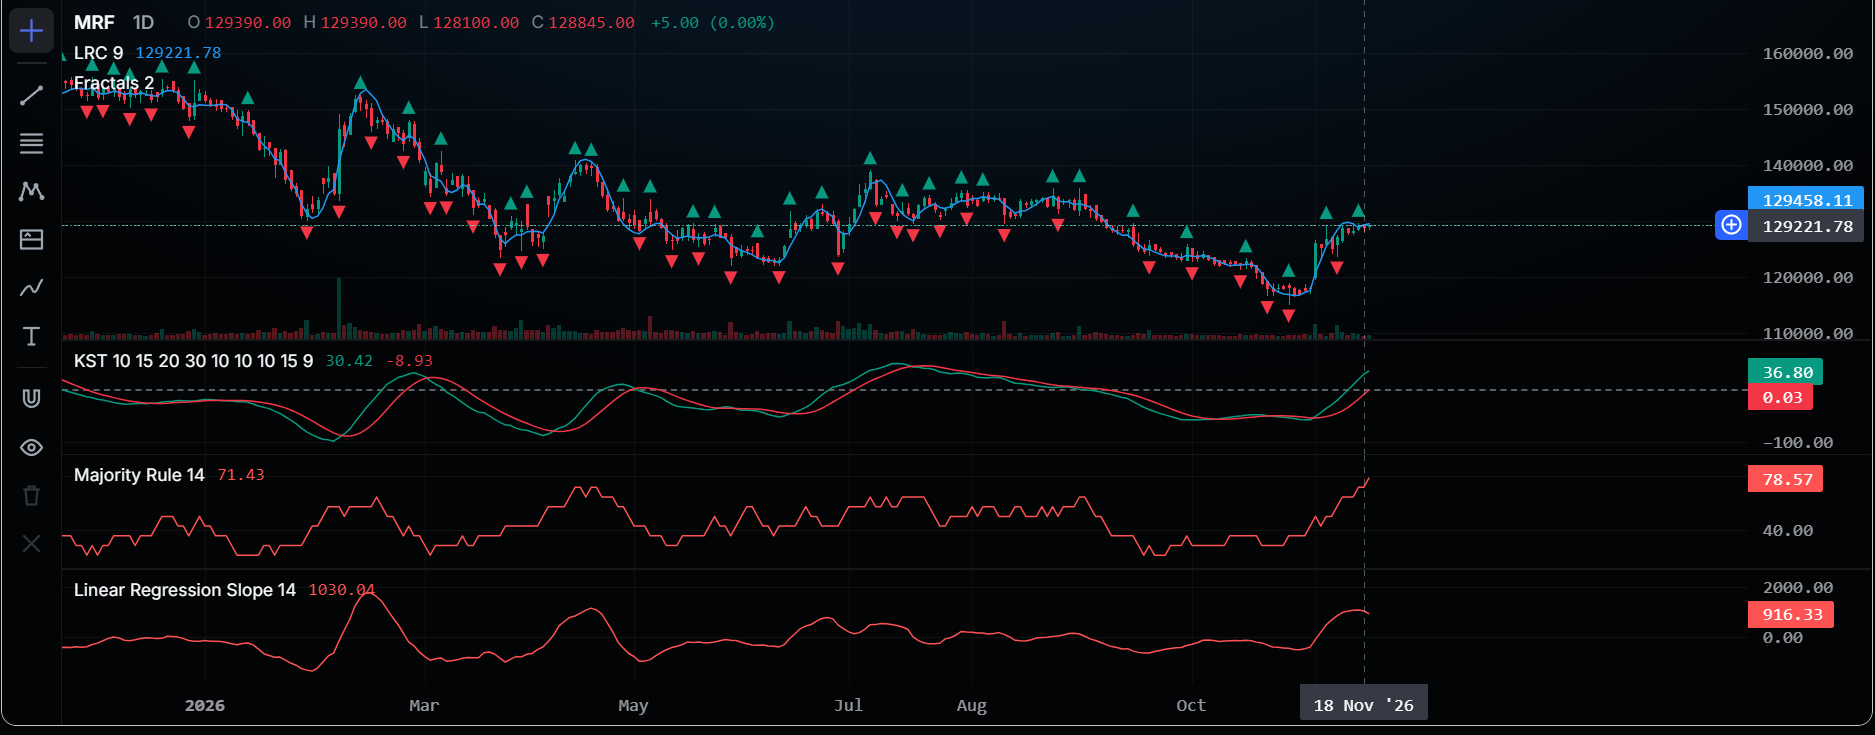 MRF 1D O 129390.00 H 129390.00 L 128100.00 C 128845.00 +5.00 (0.00%)
LRC 9 129221.78
Fractals 2
160000.00
150000.00
140000.00
129458.11
129221.78
120000.00
110000.00
KST 10 15 20 30 10 10 10 15 9 30.42 -8.93
36.80
0.03
−100.00
Majority Rule 14 71.43
78.57
40.00
Linear Regression Slope 14 1030.04
2000.00
916.33
0.00
2026 Mar May Jul Aug Oct 18 Nov '26